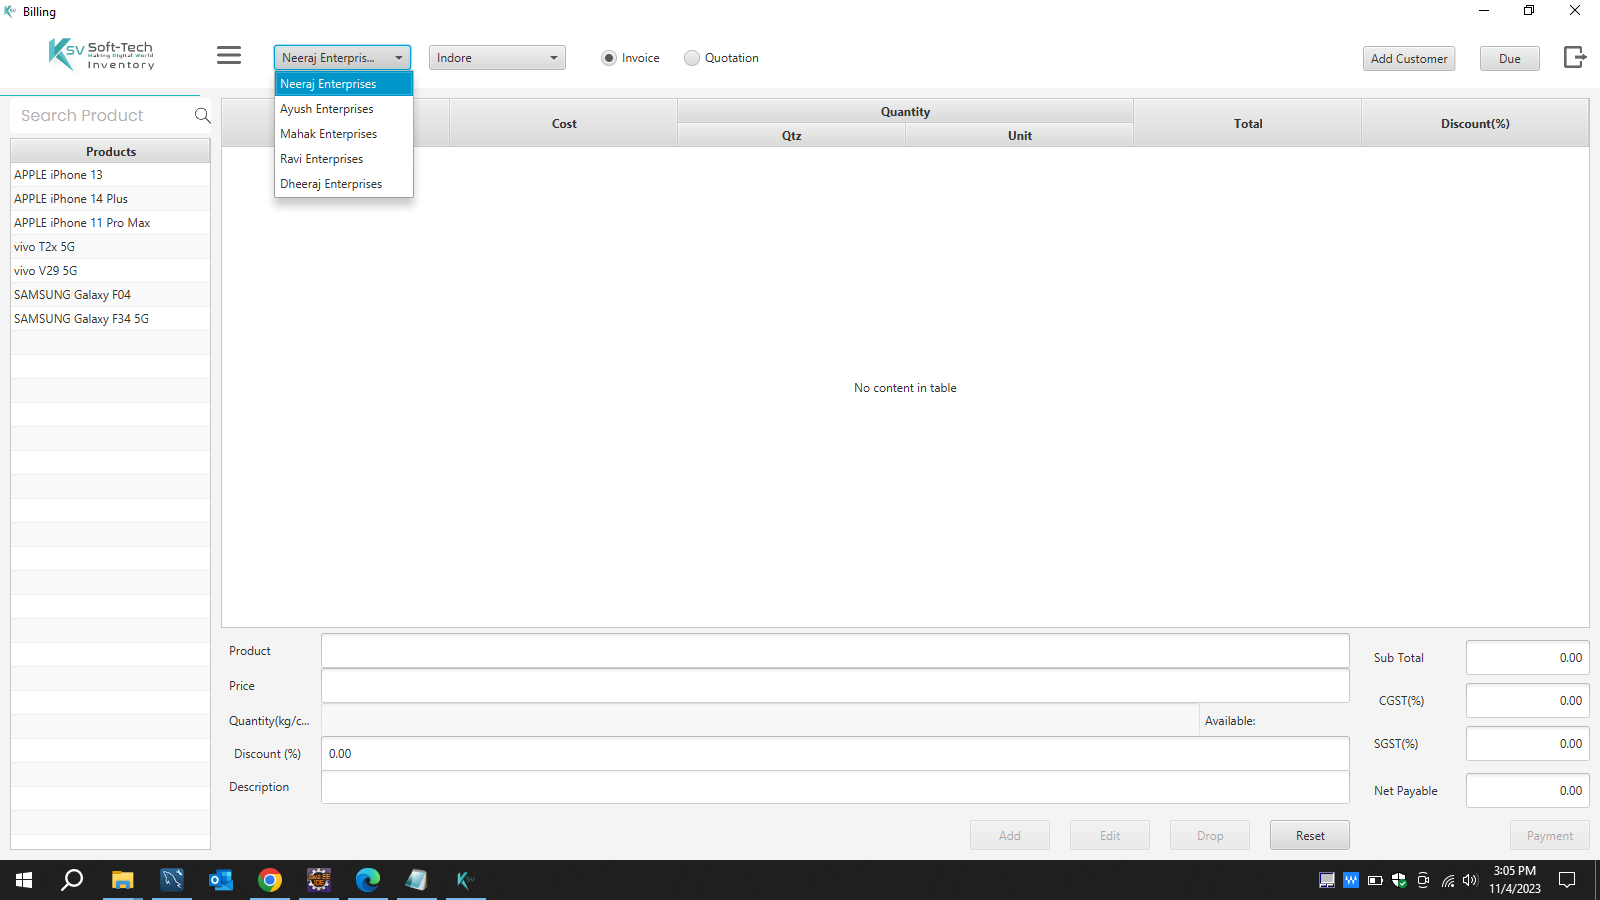 Billing
KSV Soft-Tech
Making Digital World
Inventory
Neeraj Enterpris...
Indore
Invoice
Quotation
Add Customer
Due
Neeraj Enterprises
Ayush Enterprises
Mahak Enterprises
Ravi Enterprises
Dheeraj Enterprises
Search Product
Products
APPLE iPhone 13
APPLE iPhone 14 Plus
APPLE iPhone 11 Pro Max
vivo T2x 5G
vivo V29 5G
SAMSUNG Galaxy F04
SAMSUNG Galaxy F34 5G
Cost
Quantity
Qtz
Unit
Total
Discount(%)
No content in table
Product
Price
Quantity(kg/c...
Available:
Discount (%)
0.00
Description
Sub Total
0.00
CGST(%)
0.00
SGST(%)
0.00
Net Payable
0.00
Add
Edit
Drop
Reset
Payment
3:05 PM
11/4/2023